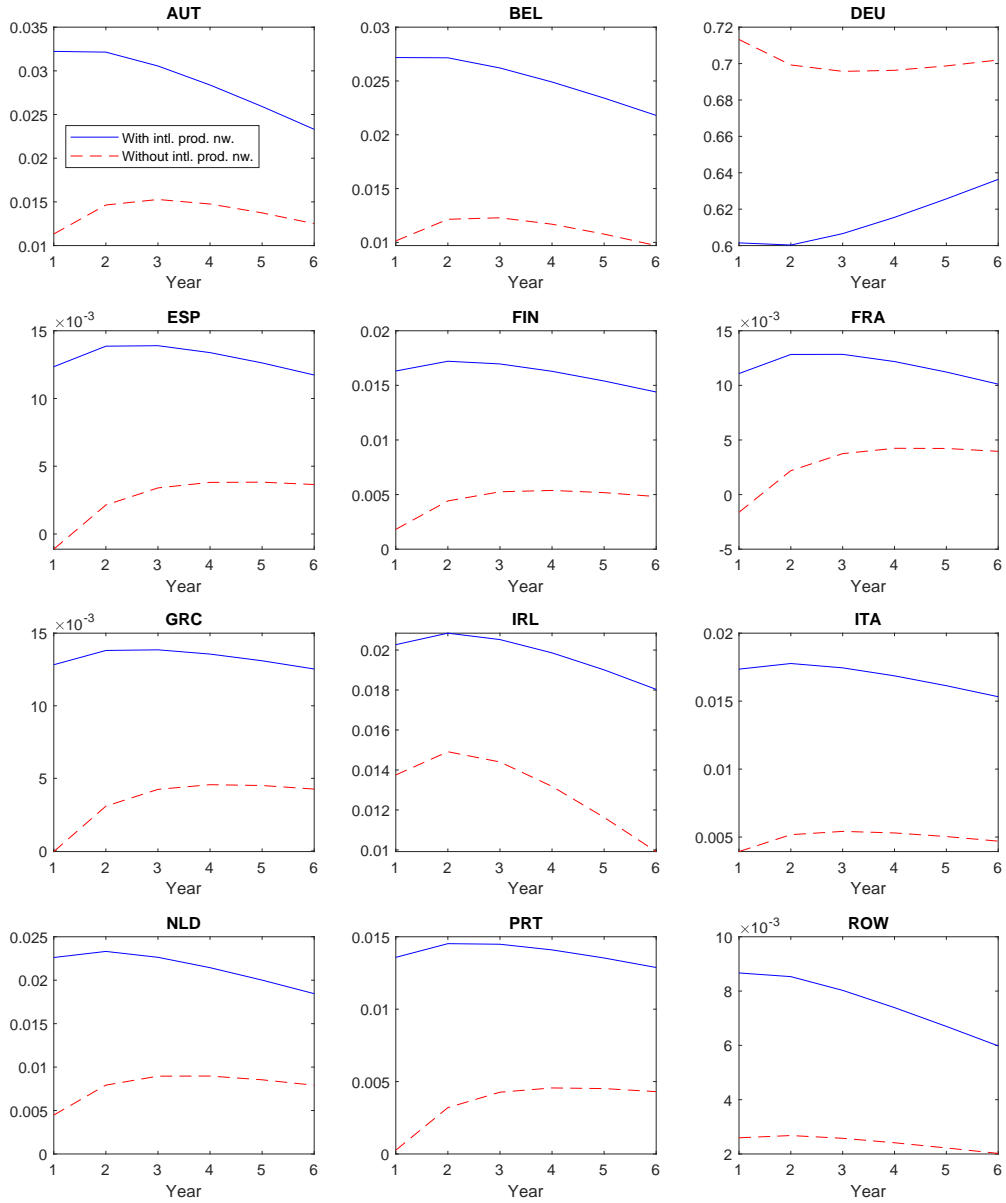 AUT
0.035
0.03
0.025
0.02
0.015
0.01
With intl. prod. nw.
Without intl. prod. nw.
1 2 3 4 5 6
Year
BEL
0.03
0.025
0.02
0.015
0.01
1 2 3 4 5 6
Year
DEU
0.72
0.7
0.68
0.66
0.64
0.62
0.6
1 2 3 4 5 6
Year
ESP
×10-3
15
10
5
0
1 2 3 4 5 6
Year
FIN
0.02
0.015
0.01
0.005
0
1 2 3 4 5 6
Year
FRA
×10-3
15
10
5
0
-5
1 2 3 4 5 6
Year
GRC
×10-3
15
10
5
0
1 2 3 4 5 6
Year
IRL
0.02
0.018
0.016
0.014
0.012
0.01
1 2 3 4 5 6
Year
ITA
0.02
0.015
0.01
0.005
1 2 3 4 5 6
Year
NLD
0.025
0.02
0.015
0.01
0.005
0
1 2 3 4 5 6
Year
PRT
0.015
0.01
0.005
0
1 2 3 4 5 6
Year
ROW
×10-3
10
8
6
4
2
1 2 3 4 5 6
Year